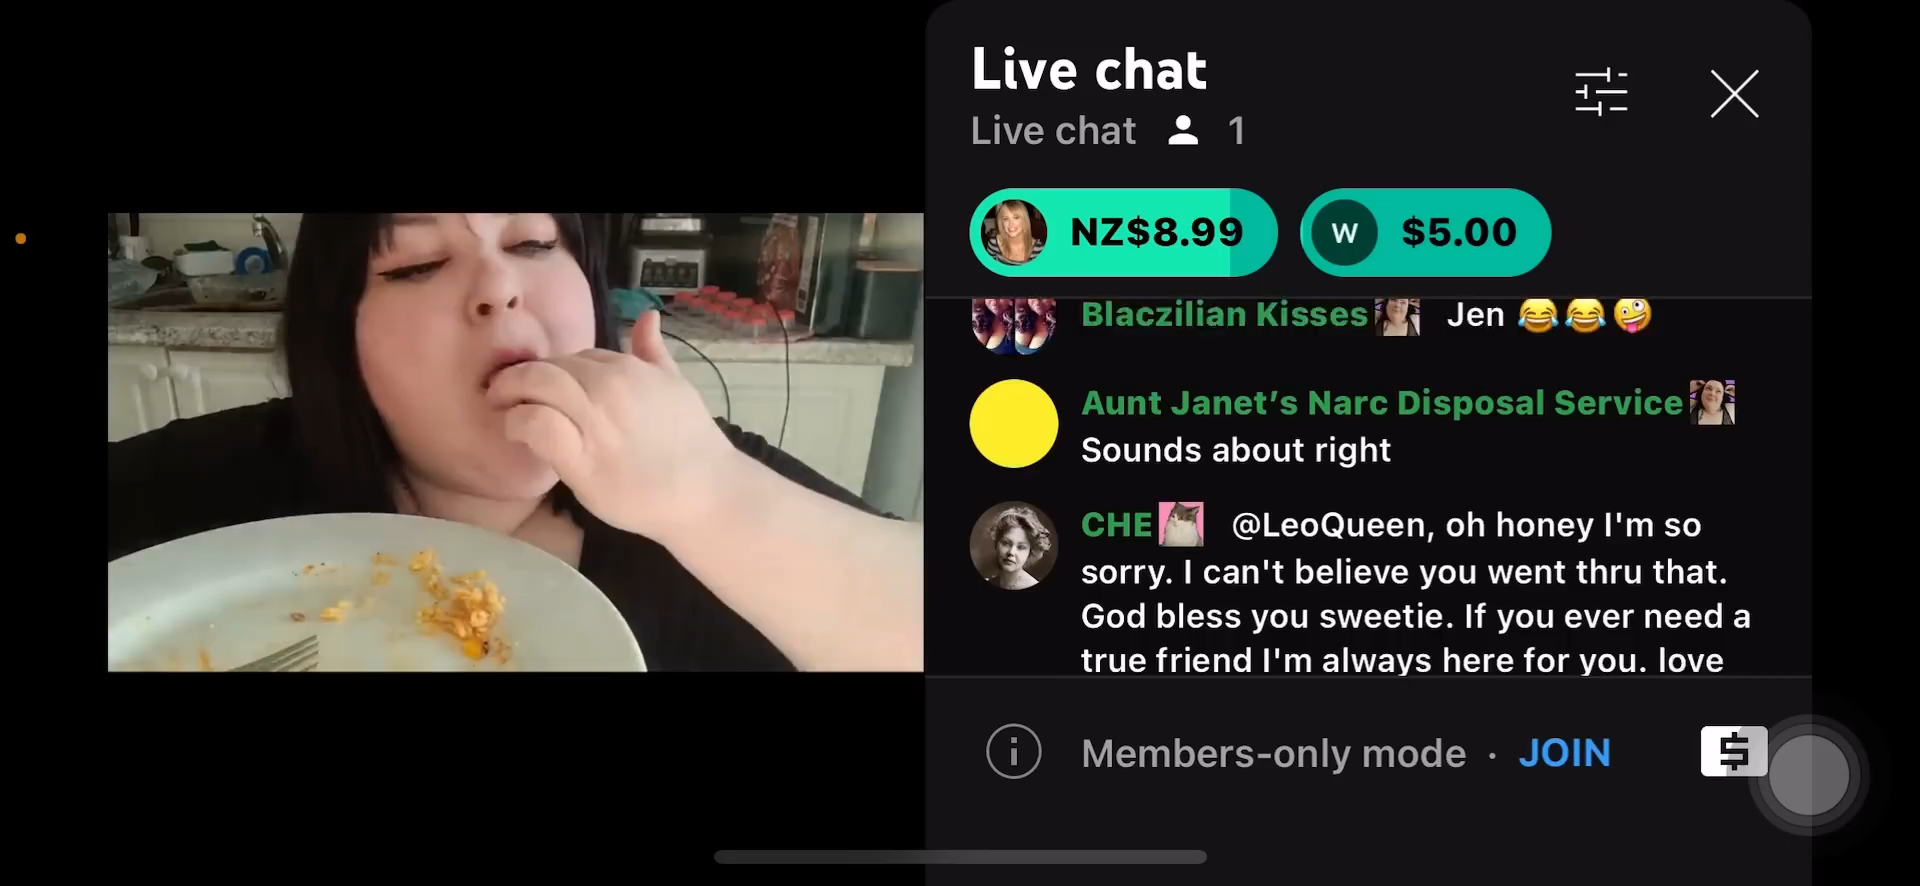 Live chat
Live chat 1
NZ$8.99
W $5.00
Blaczilian Kisses Jen 😂😂🤪
Aunt Janet’s Narc Disposal Service
Sounds about right
CHE @LeoQueen, oh honey I'm so
sorry. I can't believe you went thru that.
God bless you sweetie. If you ever need a
true friend I'm always here for you. love
Members-only mode · JOIN
$